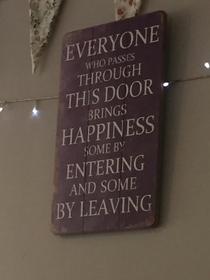 EVERYONE
WHO PASSES
THROUGH
THIS DOOR
BRINGS
HAPPINESS
SOME BY
ENTERING
AND SOME
BY LEAVING